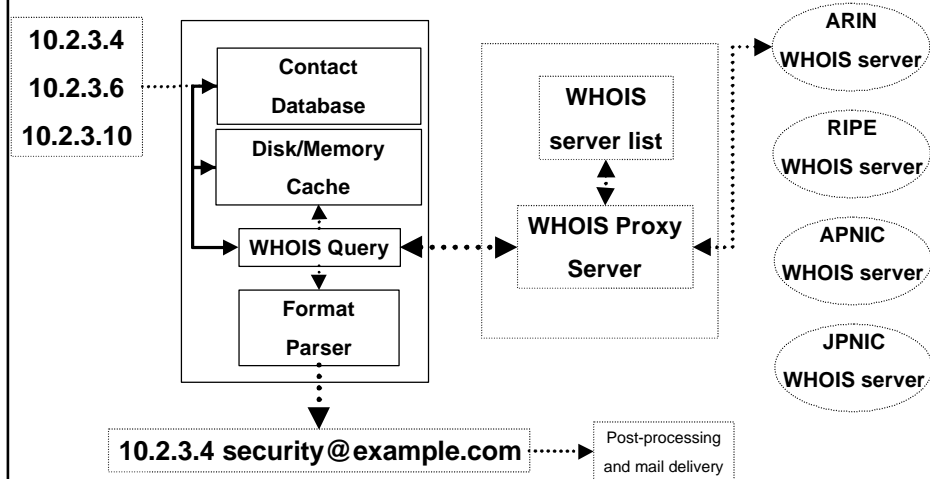 10.2.3.4
10.2.3.6
10.2.3.10
Contact
Database
Disk/Memory
Cache
WHOIS Query
Format
Parser
WHOIS
server list
WHOIS Proxy
Server
ARIN
WHOIS server
RIPE
WHOIS server
APNIC
WHOIS server
JPNIC
WHOIS server
10.2.3.4 security@example.com
Post-processing
and mail delivery